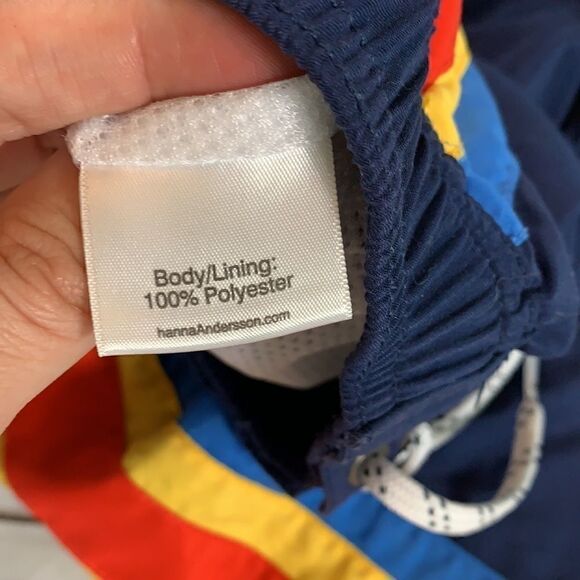 Body/Lining:
100% Polyester
hannaAndersson.com